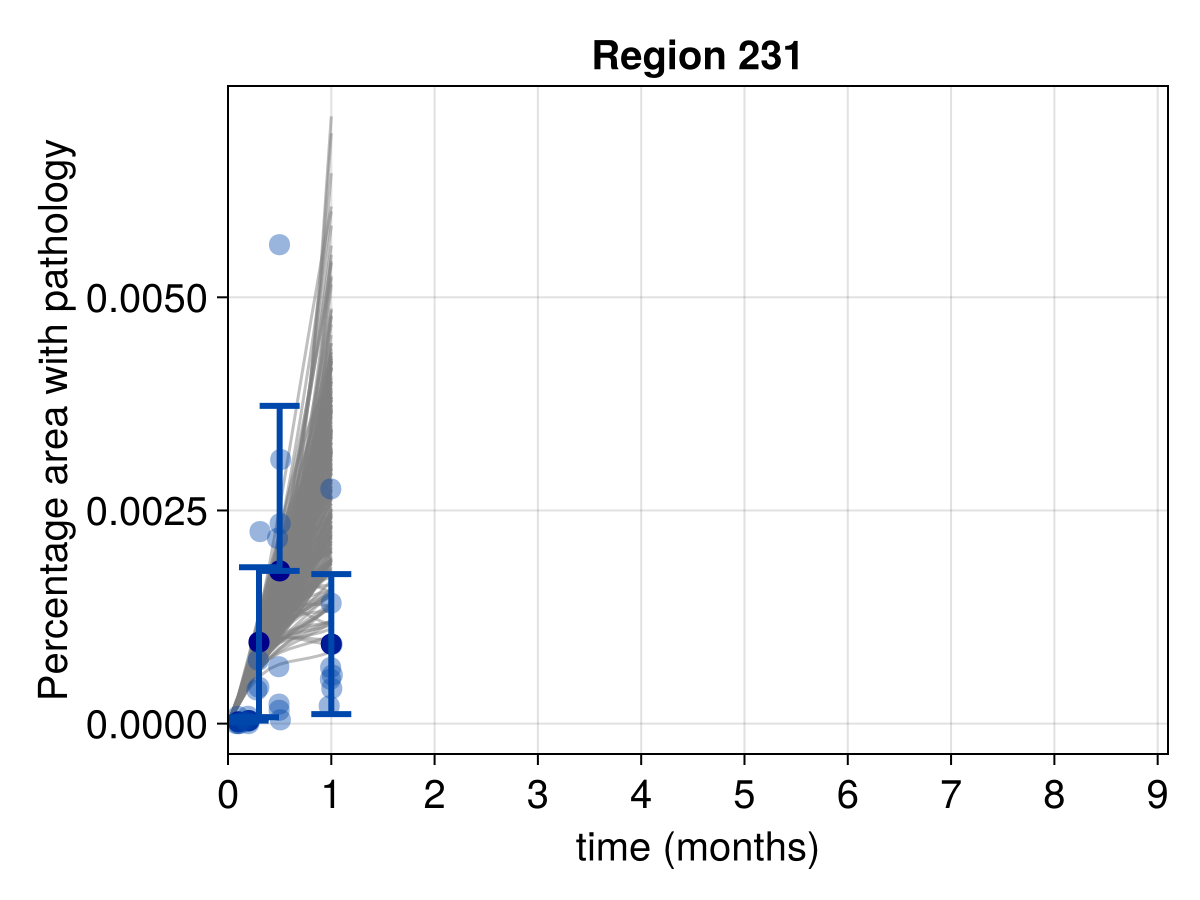 Region 231
Percentage area with pathology
0.0050
0.0025
0.0000
0 1 2 3 4 5 6 7 8 9
time (months)